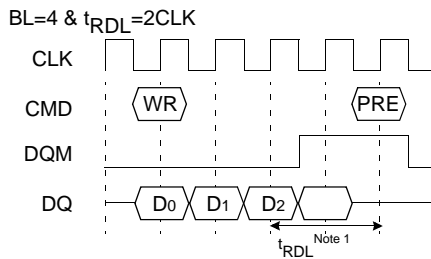 BL=4 & tRDL=2CLK
CLK
CMD WR PRE
DQM
DQ D0 D1 D2
tRDL Note 1